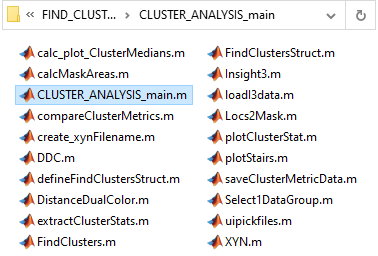 « FIND_CLUST... > CLUSTER_ANALYSIS_main >
calc_plot_ClusterMedians.m
calcMaskAreas.m
CLUSTER_ANALYSIS_main.m
compareClusterMetrics.m
create_xynFilename.m
DDC.m
defineFindClustersStruct.m
DistanceDualColor.m
extractClusterStats.m
FindClusters.m
FindClustersStruct.m
Insight3.m
loadI3data.m
Locs2Mask.m
plotClusterStat.m
plotStairs.m
saveClusterMetricData.m
Select1DataGroup.m
uipickfiles.m
XYN.m